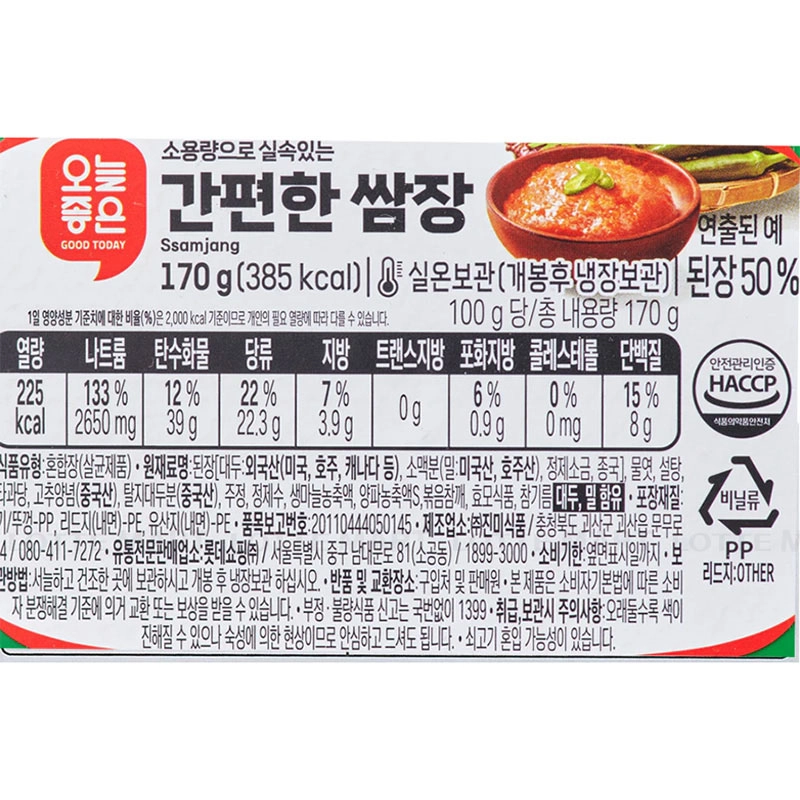 오늘
좋은
GOOD TODAY
소용량으로 실속있는
간편한 쌈장
Ssamjang
170 g(385 kcal) 실온보관(개봉후 냉장보관) 된장 50 %
연출된 예
100 g 당/총 내용량 170 g
1일 영양성분 기준치에 대한 비율(%)은 2,000 kcal 기준이므로 개인의 필요 열량에 따라 다를 수 있습니다.
열량 나트륨 탄수화물 당류 지방 트랜스지방 포화지방 콜레스테롤 단백질
225 133 % 12 % 22 % 7 % 0 g 6 % 0 % 15 %
kcal 2650 mg 39 g 22.3 g 3.9 g 0.9 g 0 mg 8 g
안전관리인증
HACCP
식품의약품안전처
식품유형:혼합장(살균제품) • 원재료명:된장[대두:외국산(미국, 호주, 캐나다 등), 소맥분(밀:미국산, 호주산), 정제소금, 종국], 물엿, 설탕,
타과당, 고추양념(중국산), 탈지대두분(중국산), 주정, 정제수, 생마늘농축액, 양파농축액S, 볶음참깨, 효모식품, 참기름 대두, 밀 함유 • 포장재질:
기/뚜껑-PP, 리드지(내면)-PE, 유산지(내면)-PE • 품목보고번호:20110444050145 • 제조업소:㈜진미식품/충청북도 괴산군 괴산읍 문무로
4 / 080-411-7272 • 유통전문판매업소:롯데쇼핑㈜/서울특별시 중구 남대문로 81(소공동)/1899-3000 • 소비기한:옆면표시일까지 • 보
관방법:서늘하고 건조한 곳에 보관하시고 개봉 후 냉장보관 하십시오. • 반품 및 교환장소:구입처 및 판매원 • 본 제품은 소비자기본법에 따른 소비
자 분쟁해결 기준에 의거 교환 또는 보상을 받을 수 있습니다. • 부정·불량식품 신고는 국번없이 1399 • 취급, 보관시 주의사항:오래둘수록 색이
진해질 수 있으나 숙성에 의한 현상이므로 안심하고 드셔도 됩니다. • 쇠고기 혼입 가능성이 있습니다.
비닐류
PP
리드지:OTHER